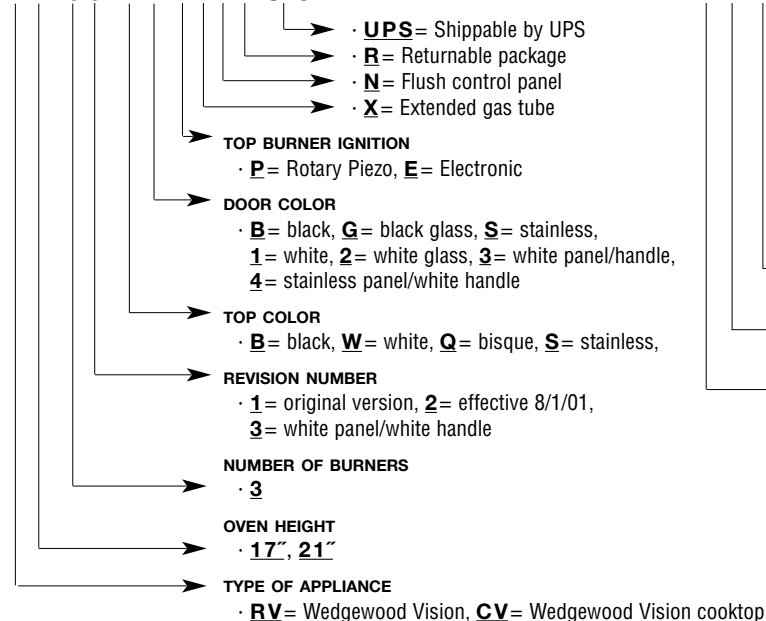 · UPS= Shippable by UPS
· R= Returnable package
· N= Flush control panel
· X= Extended gas tube
TOP BURNER IGNITION
· P= Rotary Piezo, E= Electronic
DOOR COLOR
· B= black, G= black glass, S= stainless,
1= white, 2= white glass, 3= white panel/handle,
4= stainless panel/white handle
TOP COLOR
· B= black, W= white, Q= bisque, S= stainless,
REVISION NUMBER
· 1= original version, 2= effective 8/1/01,
3= white panel/white handle
NUMBER OF BURNERS
· 3
OVEN HEIGHT
· 17″, 21″
TYPE OF APPLIANCE
· RV= Wedgewood Vision, CV= Wedgewood Vision cooktop